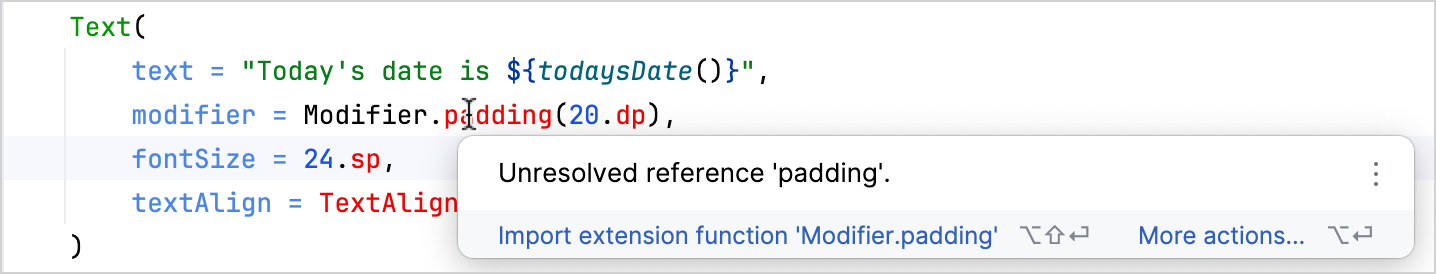 Text(
text = "Today's date is ${todaysDate()}",
modifier = Modifier.padding(20.dp),
fontSize = 24.sp,
textAlign = TextAlign
)
Unresolved reference 'padding'.
Import extension function 'Modifier.padding' ⌥⇧⏎ More actions... ⌥⏎